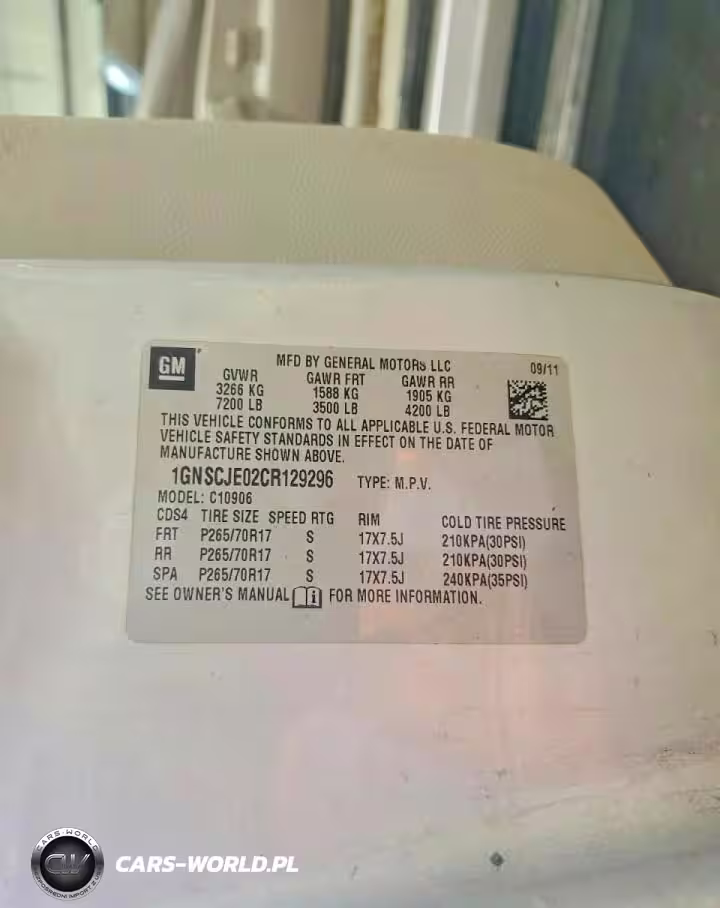 GM
MFD BY GENERAL MOTORS LLC 09/11
GVWR GAWR FRT GAWR RR
3266 KG 1588 KG 1905 KG
7200 LB 3500 LB 4200 LB
THIS VEHICLE CONFORMS TO ALL APPLICABLE U.S. FEDERAL MOTOR
VEHICLE SAFETY STANDARDS IN EFFECT ON THE DATE OF
MANUFACTURE SHOWN ABOVE.
1GNSCJE02CR129296 TYPE: M.P.V.
MODEL: C10906
CDS4 TIRE SIZE SPEED RTG RIM COLD TIRE PRESSURE
FRT P265/70R17 S 17X7.5J 210KPA(30PSI)
RR P265/70R17 S 17X7.5J 210KPA(30PSI)
SPA P265/70R17 S 17X7.5J 240KPA(35PSI)
SEE OWNER'S MANUAL FOR MORE INFORMATION.
CARS-WORLD
CW
CARS-WORLD.PL